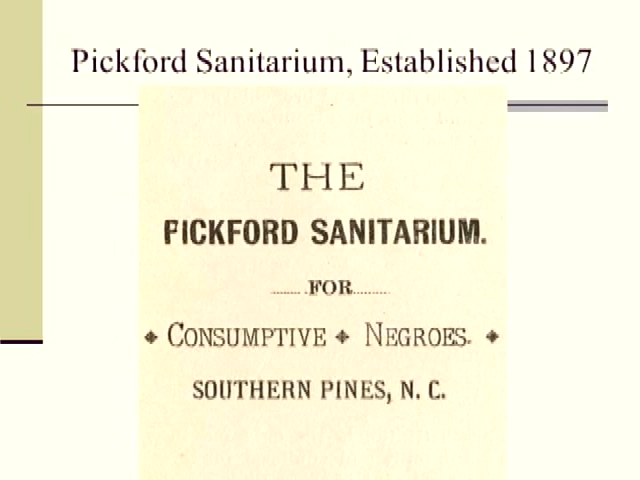 Pickford Sanitarium, Established 1897
THE
PICKFORD SANITARIUM.
FOR
CONSUMPTIVE NEGROES.
SOUTHERN PINES, N. C.